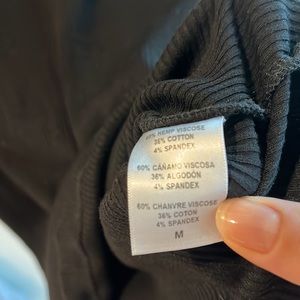 60% HEMP VISCOSE
36% COTTON
4% SPANDEX
60% CÁÑAMO VISCOSA
36% ALGODÓN
4% SPANDEX
60% CHANVRE VISCOSE
36% COTON
4% SPANDEX
M